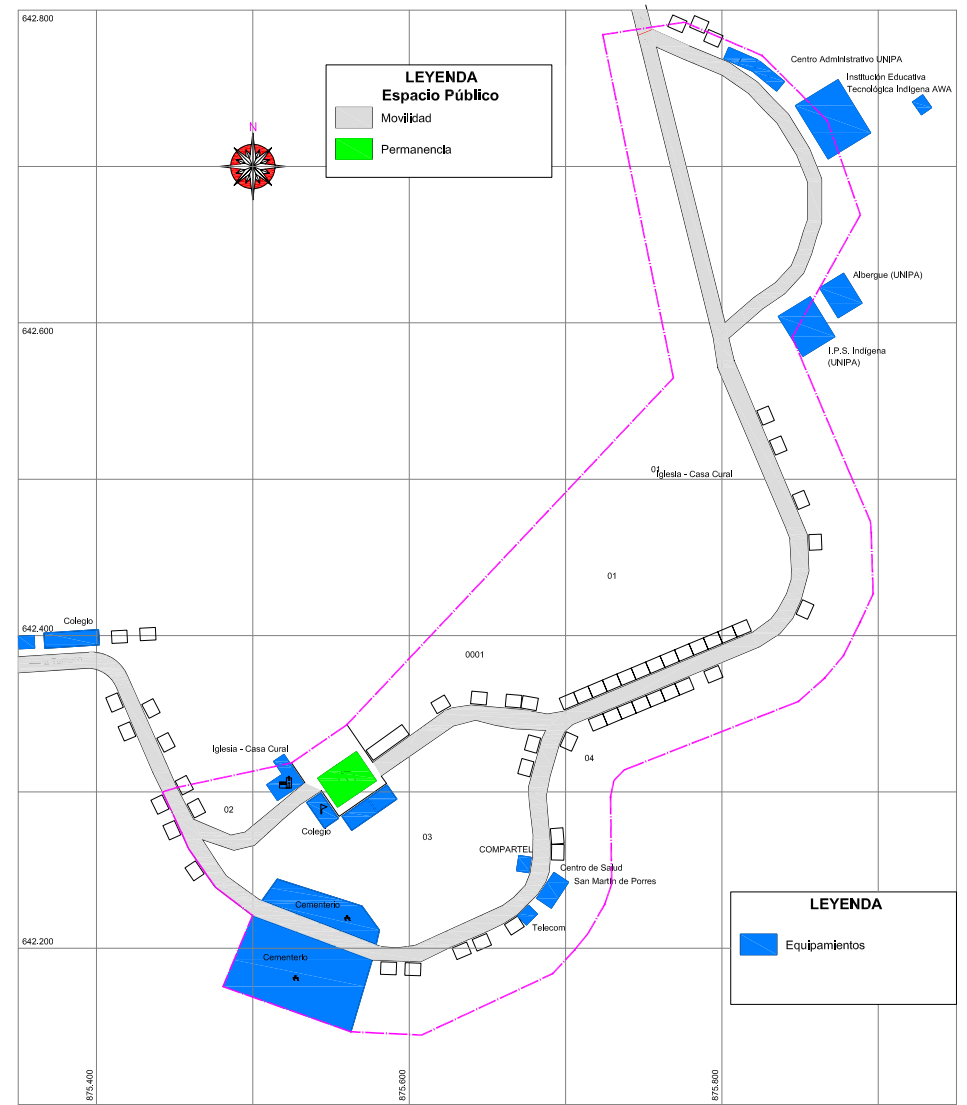 642.800
LEYENDA
Espacio Público
Movilidad
Permanencia
N
Centro Administrativo UNIPA
Institución Educativa
Tecnológica Indígena AWA
642.600
Albergue (UNIPA)
I.P.S. Indígena
(UNIPA)
01
Iglesia - Casa Cural
01
Colegio
642.400
0001
Iglesia - Casa Cural
04
02
Colegio
03
COMPARTEL
Centro de Salud
San Martín de Porres
Cementerio
Telecom
LEYENDA
Equipamientos
642.200
Cementerio
875.400
875.600
875.800